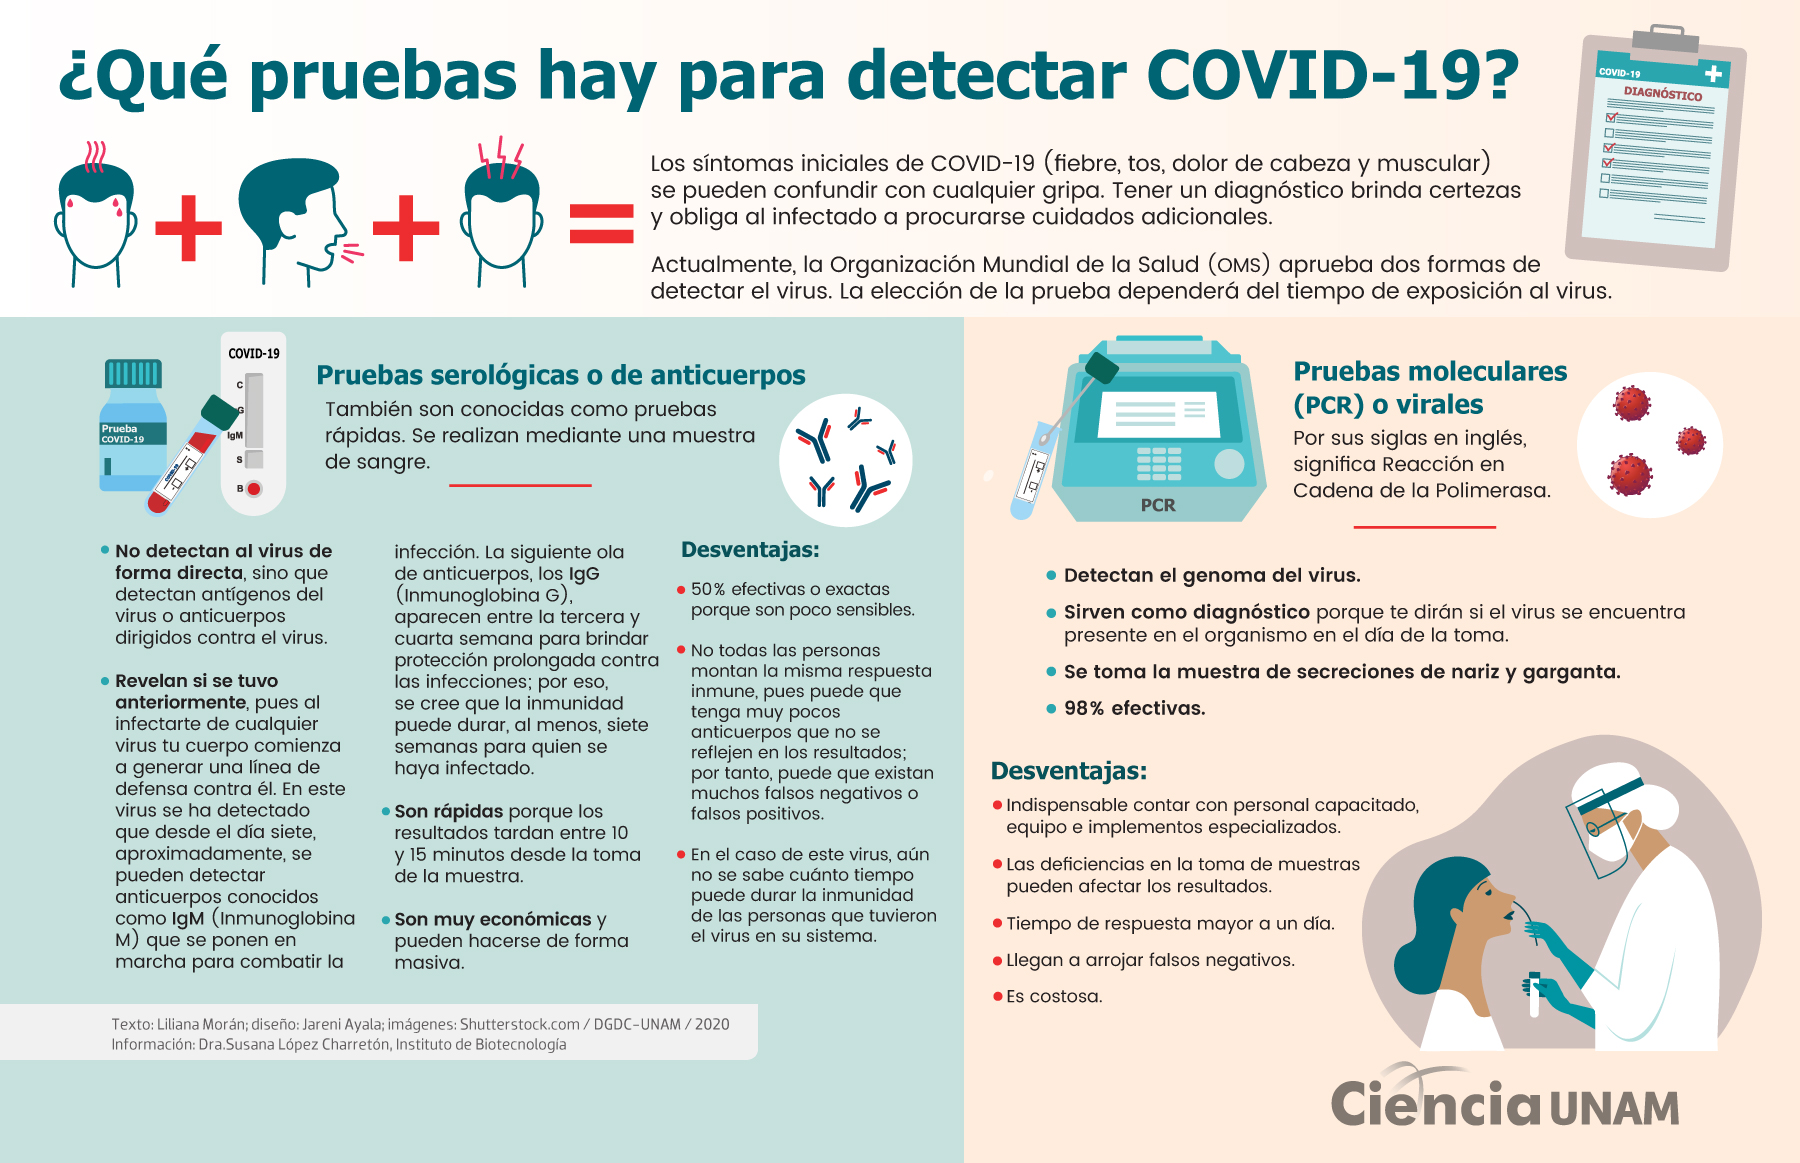 ¿Qué pruebas hay para detectar COVID-19?
Los síntomas iniciales de COVID-19 (fiebre, tos, dolor de cabeza y muscular)
se pueden confundir con cualquier gripa. Tener un diagnóstico brinda certezas
y obliga al infectado a procurarse cuidados adicionales.
Actualmente, la Organización Mundial de la Salud (OMS) aprueba dos formas de
detectar el virus. La elección de la prueba dependerá del tiempo de exposición al virus.
COVID-19
DIAGNÓSTICO
Prueba
COVID-19
COVID-19
C
G
IgM
S
B
Pruebas serológicas o de anticuerpos
También son conocidas como pruebas
rápidas. Se realizan mediante una muestra
de sangre.
No detectan al virus de
forma directa, sino que
detectan antígenos del
virus o anticuerpos
dirigidos contra el virus.
Revelan si se tuvo
anteriormente, pues al
infectarte de cualquier
virus tu cuerpo comienza
a generar una línea de
defensa contra él. En este
virus se ha detectado
que desde el día siete,
aproximadamente, se
pueden detectar
anticuerpos conocidos
como IgM (Inmunoglobina
M) que se ponen en
marcha para combatir la
infección. La siguiente ola
de anticuerpos, los IgG
(Inmunoglobina G),
aparecen entre la tercera y
cuarta semana para brindar
protección prolongada contra
las infecciones; por eso,
se cree que la inmunidad
puede durar, al menos, siete
semanas para quien se
haya infectado.
Son rápidas porque los
resultados tardan entre 10
y 15 minutos desde la toma
de la muestra.
Son muy económicas y
pueden hacerse de forma
masiva.
Desventajas:
50% efectivas o exactas
porque son poco sensibles.
No todas las personas
montan la misma respuesta
inmune, pues puede que
tenga muy pocos
anticuerpos que no se
reflejen en los resultados;
por tanto, puede que existan
muchos falsos negativos o
falsos positivos.
En el caso de este virus, aún
no se sabe cuánto tiempo
puede durar la inmunidad
de las personas que tuvieron
el virus en su sistema.
PCR
Pruebas moleculares
(PCR) o virales
Por sus siglas en inglés,
significa Reacción en
Cadena de la Polimerasa.
Detectan el genoma del virus.
Sirven como diagnóstico porque te dirán si el virus se encuentra
presente en el organismo en el día de la toma.
Se toma la muestra de secreciones de nariz y garganta.
98% efectivas.
Desventajas:
Indispensable contar con personal capacitado,
equipo e implementos especializados.
Las deficiencias en la toma de muestras
pueden afectar los resultados.
Tiempo de respuesta mayor a un día.
Llegan a arrojar falsos negativos.
Es costosa.
Texto: Liliana Morán; diseño: Jareni Ayala; imágenes: Shutterstock.com / DGDC-UNAM / 2020
Información: Dra.Susana López Charretón, Instituto de Biotecnología
Ciencia UNAM